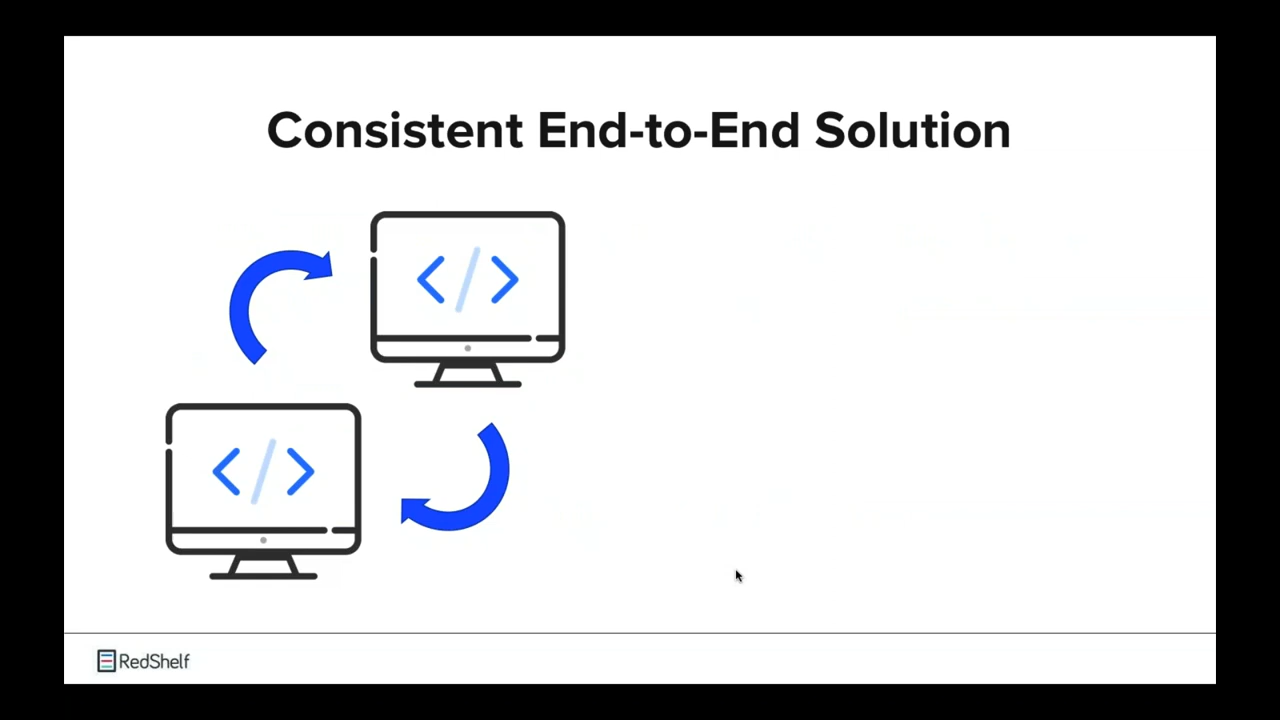 Consistent End-to-End Solution
</>
</>
RedShelf